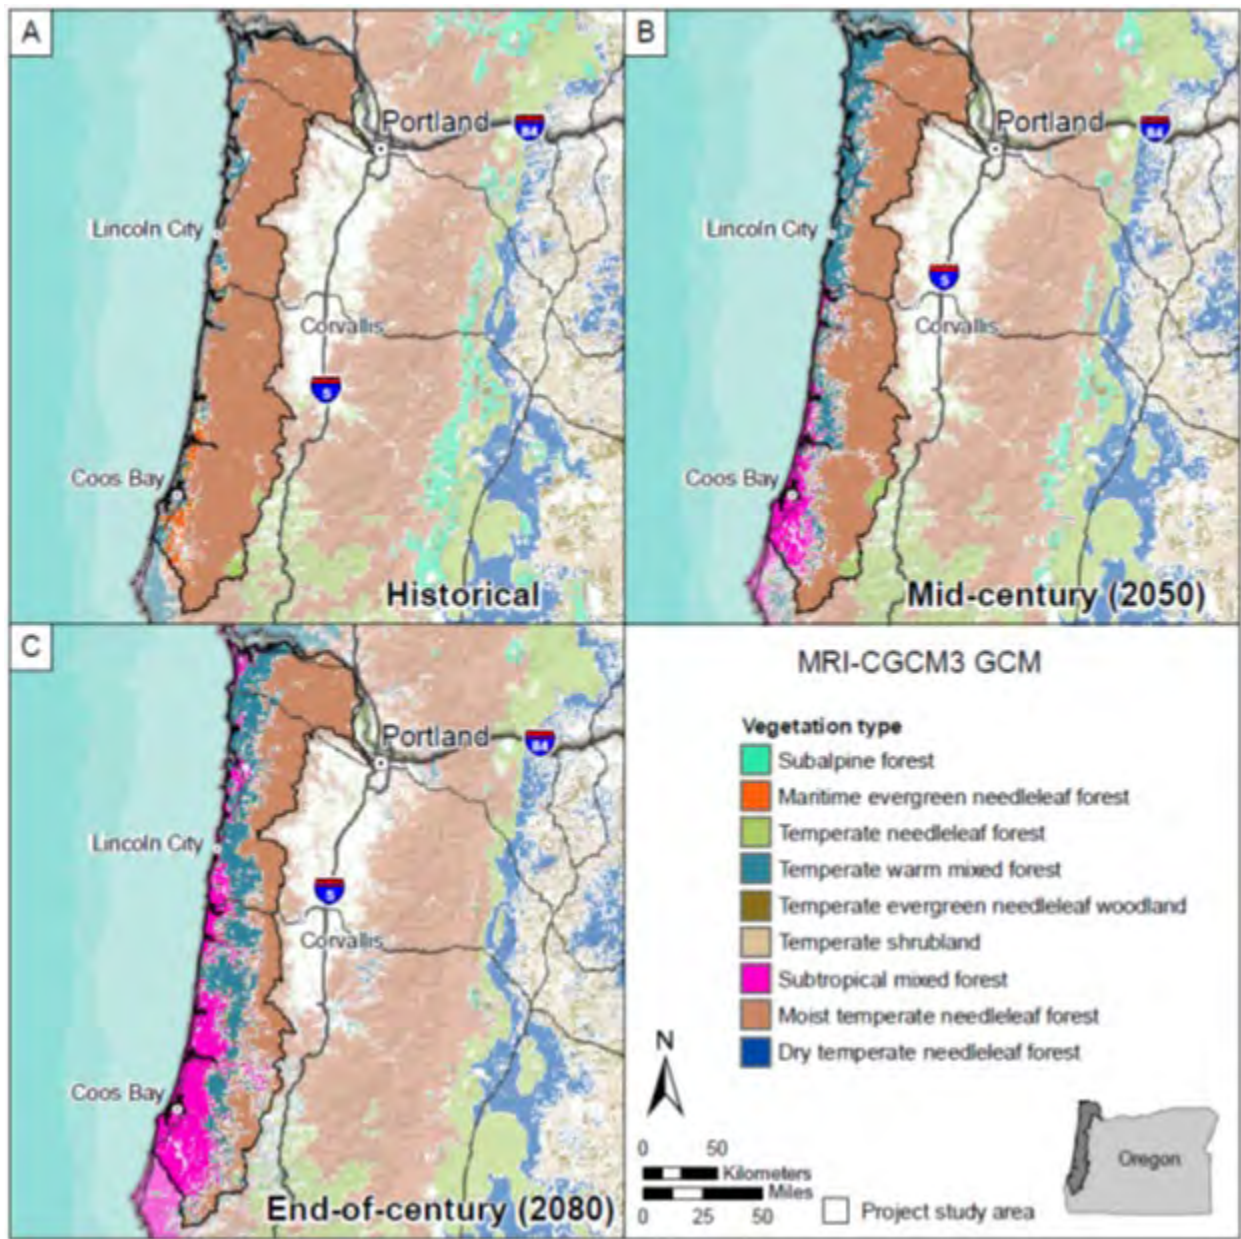 A
Portland
84
Lincoln City
Corvallis
5
Coos Bay
Historical
B
Portland
84
Lincoln City
5
Corvallis
Coos Bay
Mid-century (2050)
C
Portland
84
Lincoln City
5
Corvallis
Coos Bay
End-of-century (2080)
MRI-CGCM3 GCM
Vegetation type
Subalpine forest
Maritime evergreen needleleaf forest
Temperate needleleaf forest
Temperate warm mixed forest
Temperate evergreen needleleaf woodland
Temperate shrubland
Subtropical mixed forest
Moist temperate needleleaf forest
Dry temperate needleleaf forest
N
0 50
Kilometers
Miles
0 25 50
Project study area
Oregon